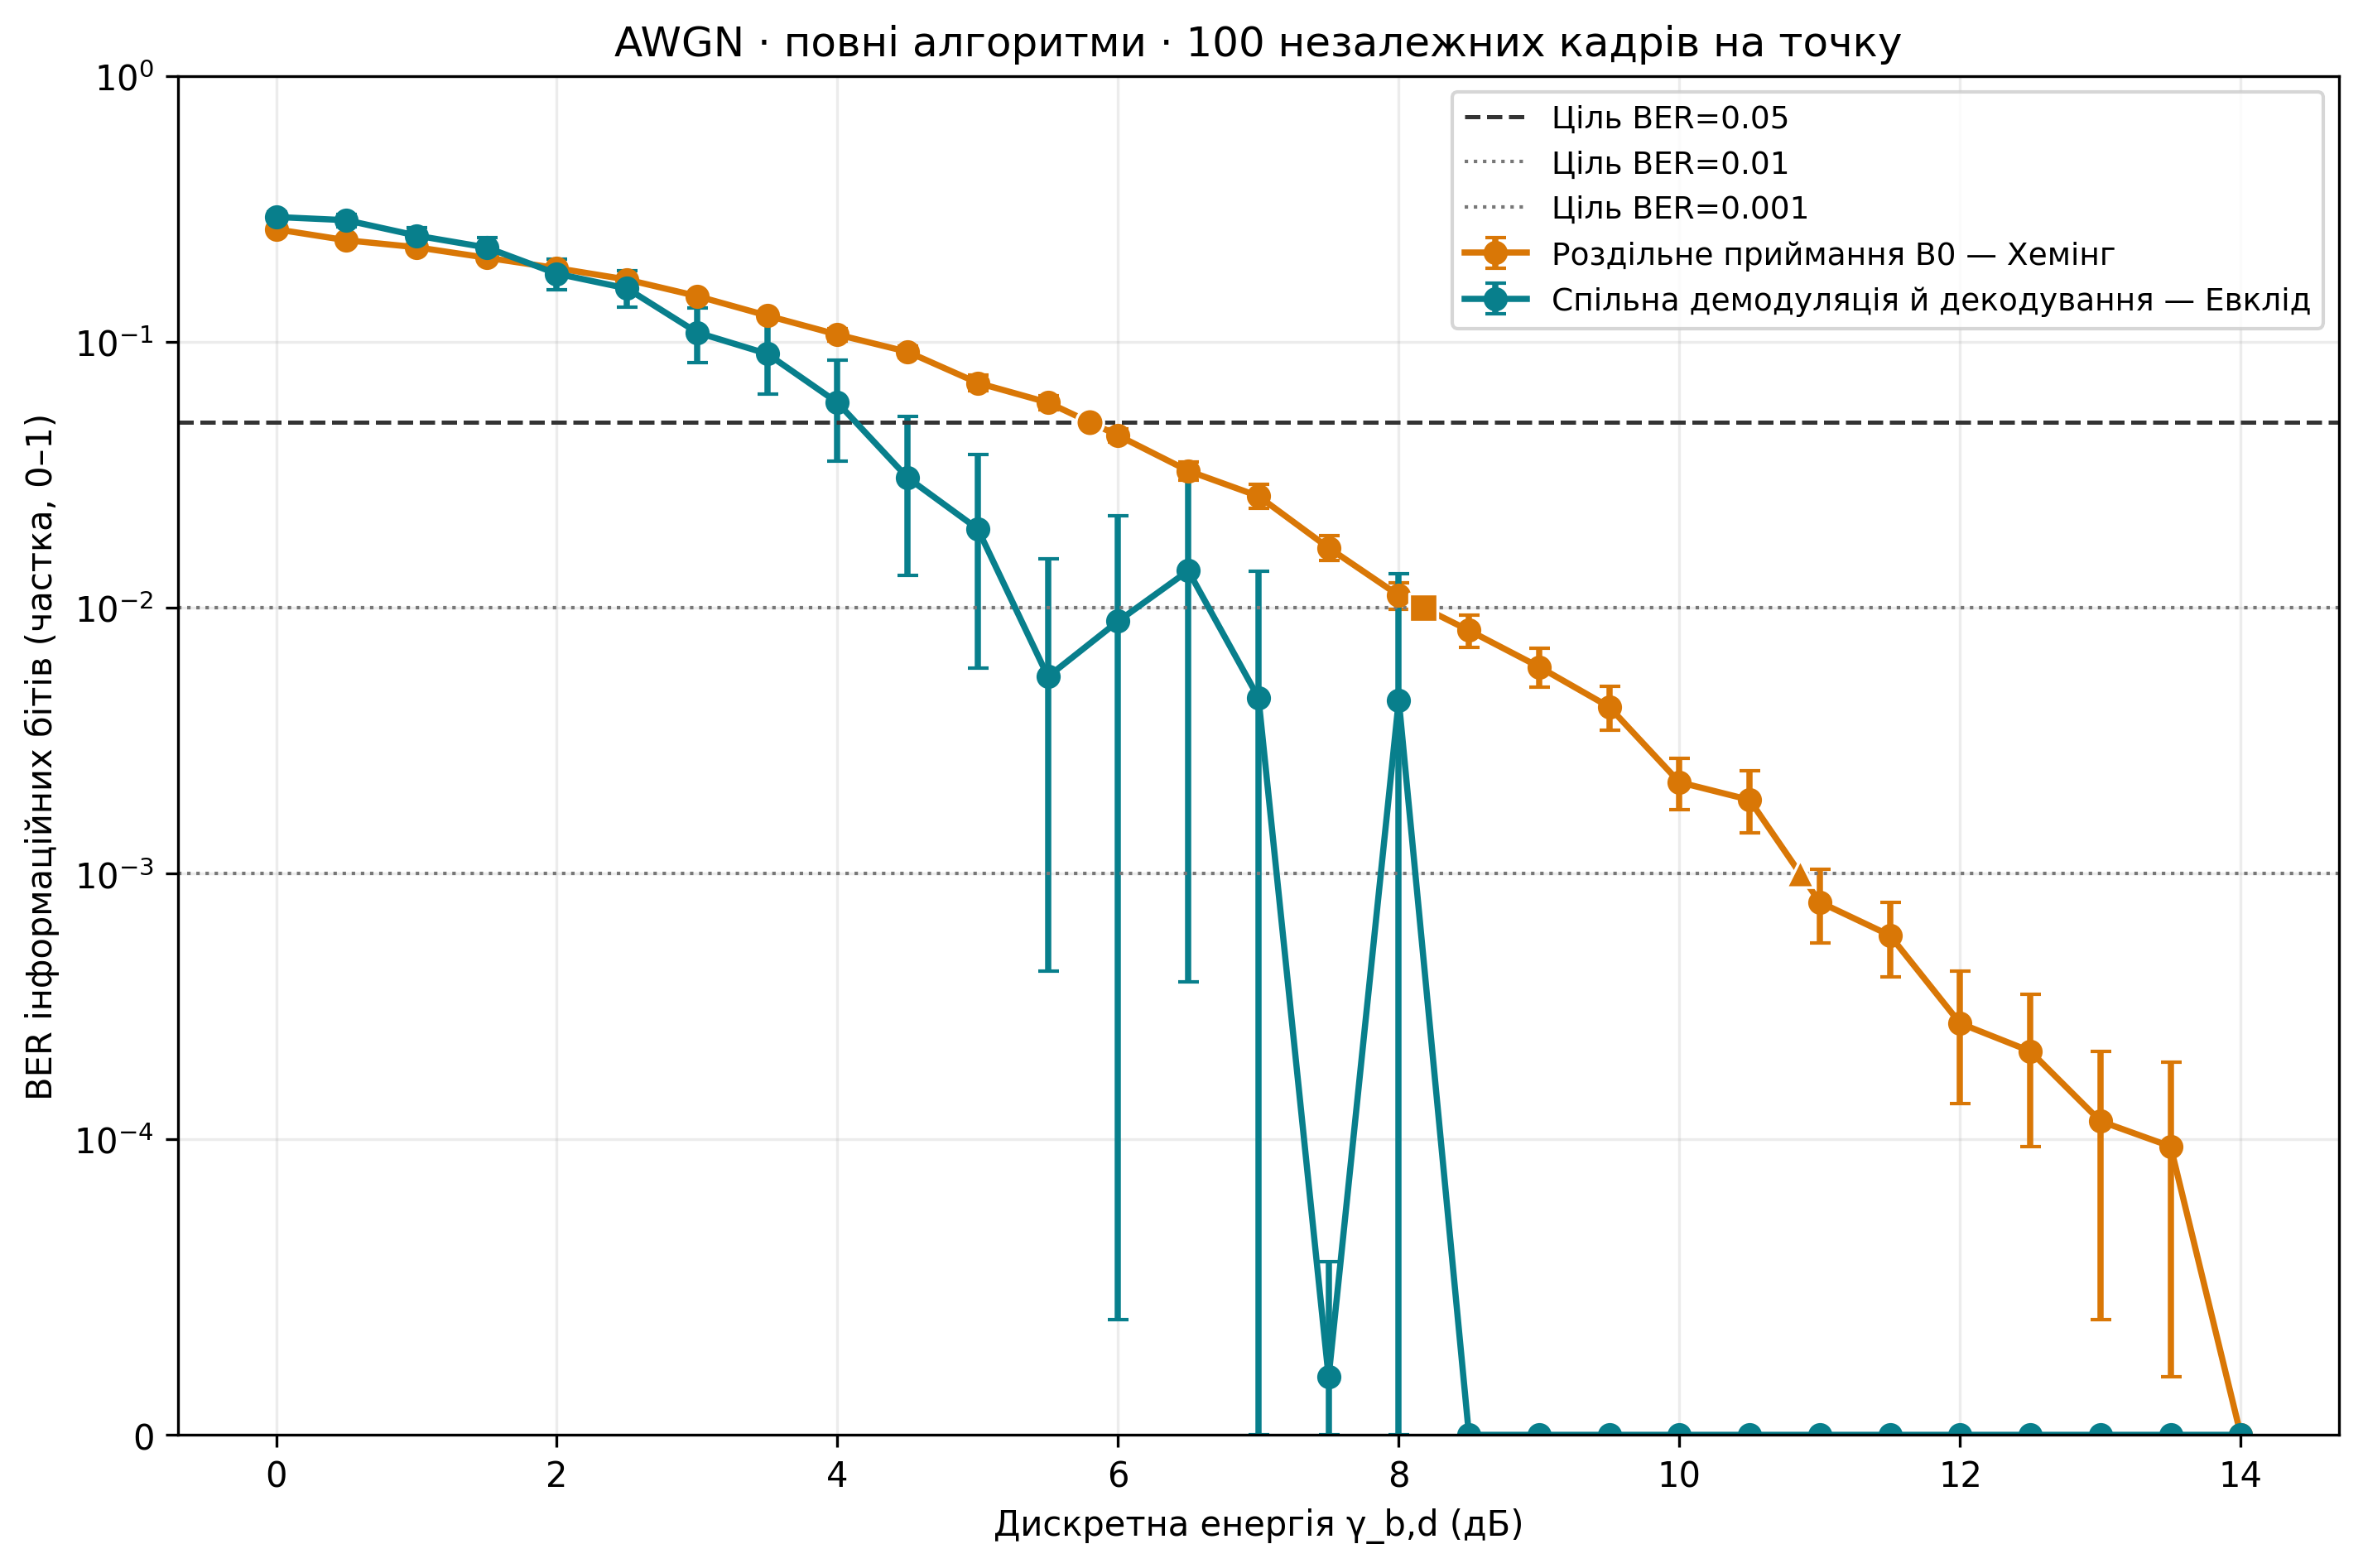 AWGN · повні алгоритми · 100 незалежних кадрів на точку
10⁰
10⁻¹
10⁻²
10⁻³
10⁻⁴
0
BER інформаційних бітів (частка, 0–1)
Ціль BER=0.05
Ціль BER=0.01
Ціль BER=0.001
Роздільне приймання B0 — Хемінг
Спільна демодуляція й декодування — Евклід
0 2 4 6 8 10 12 14
Дискретна енергія γ_b,d (дБ)